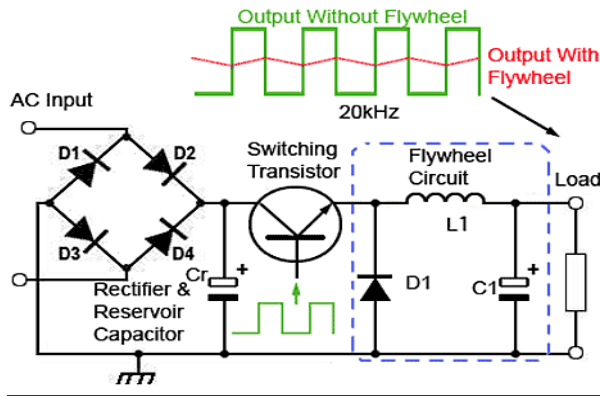 Output Without Flywheel
Output With
Flywheel
20kHz
AC Input
Switching
Transistor
Flywheel
Circuit
Load
D1
D2
D3
D4
L1
Cr
+
D1
C1
+
Rectifier &
Reservoir
Capacitor